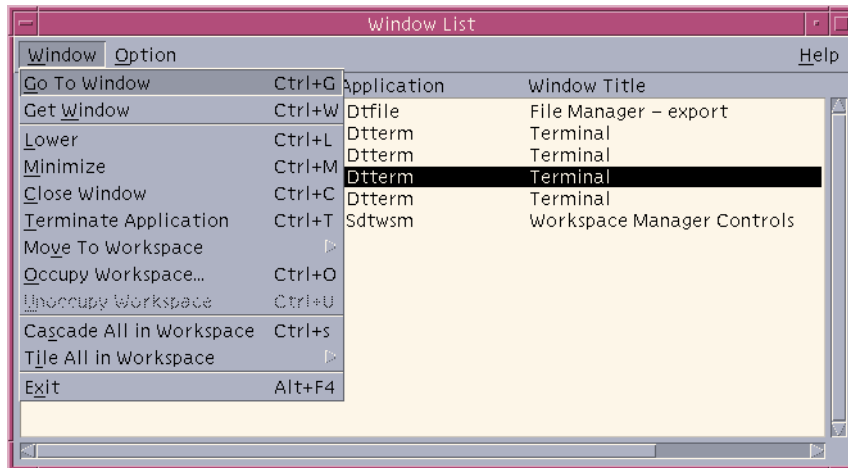 Window List
Window Option Help
Go To Window Ctrl+G Application Window Title
Get Window Ctrl+W Dtfile File Manager – export
Lower Ctrl+L Dtterm Terminal
Minimize Ctrl+M Dtterm Terminal
Close Window Ctrl+C Dtterm Terminal
Terminate Application Ctrl+T Dtterm Terminal
Move To Workspace Sdtwsm Workspace Manager Controls
Occupy Workspace... Ctrl+O
Unoccupy Workspace Ctrl+U
Cascade All in Workspace Ctrl+s
Tile All in Workspace
Exit Alt+F4